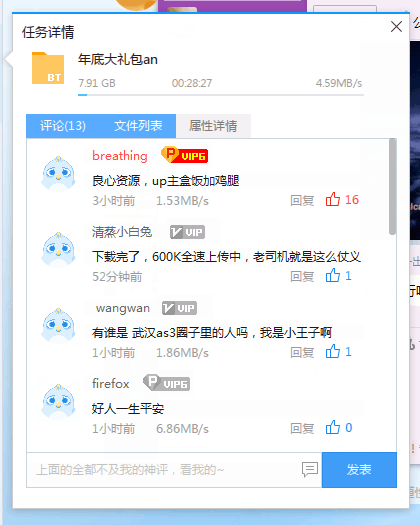 任务详情
年底大礼包an
BT
7.91 GB 00:28:27 4.59MB/s
评论(13) 文件列表 属性详情
breathing P VIP6
良心资源，up主盒饭加鸡腿
3小时前 1.53MB/s 回复 16
清蒸小白兔 V VIP
下载完了，600K全速上传中，老司机就是这么仗义
52分钟前 回复 1
wangwan V VIP
有谁是 武汉as3圈子里的人吗，我是小王子啊
1小时前 1.86MB/s 回复 1
firefox P VIP6
好人一生平安
1小时前 6.86MB/s 回复 0
上面的全都不及我的神评，看我的~ 发表